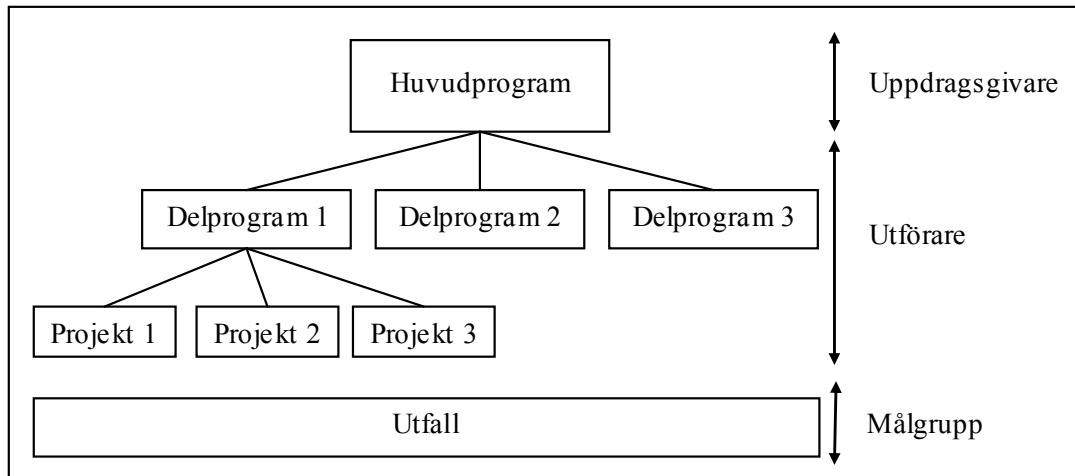 Huvudprogram
Uppdragsgivare
Delprogram 1
Delprogram 2
Delprogram 3
Utförare
Projekt 1
Projekt 2
Projekt 3
Utfall
Målgrupp